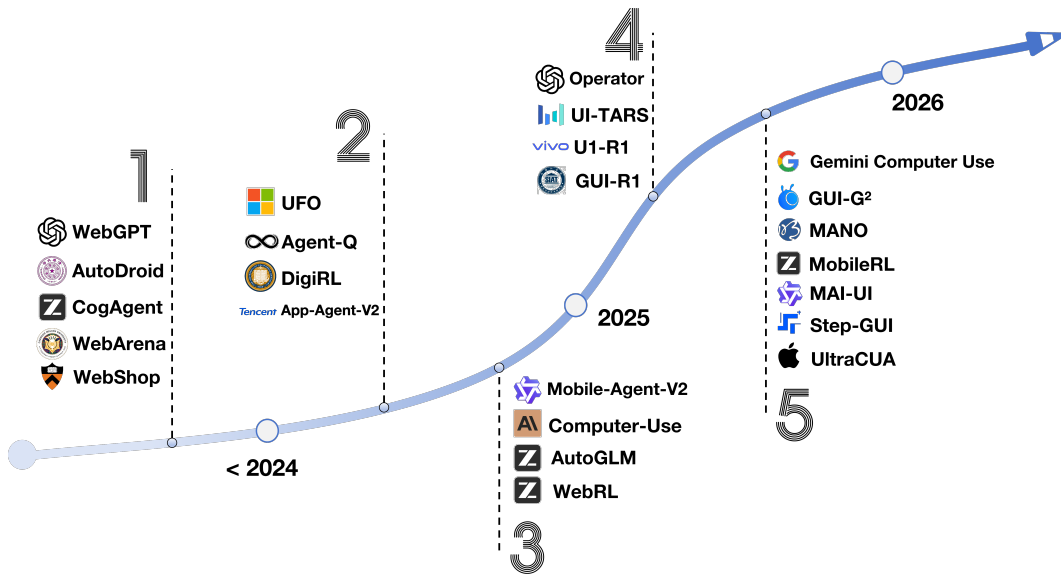 1
WebGPT
AutoDroid
CogAgent
WebArena
WebShop
< 2024
2
UFO
Agent-Q
DigiRL
Tencent App-Agent-V2
3
Mobile-Agent-V2
Computer-Use
AutoGLM
WebRL
2025
4
Operator
UI-TARS
vivo U1-R1
SIAT GUI-R1
5
Gemini Computer Use
GUI-G²
MANO
MobileRL
MAI-UI
Step-GUI
UltraCUA
2026